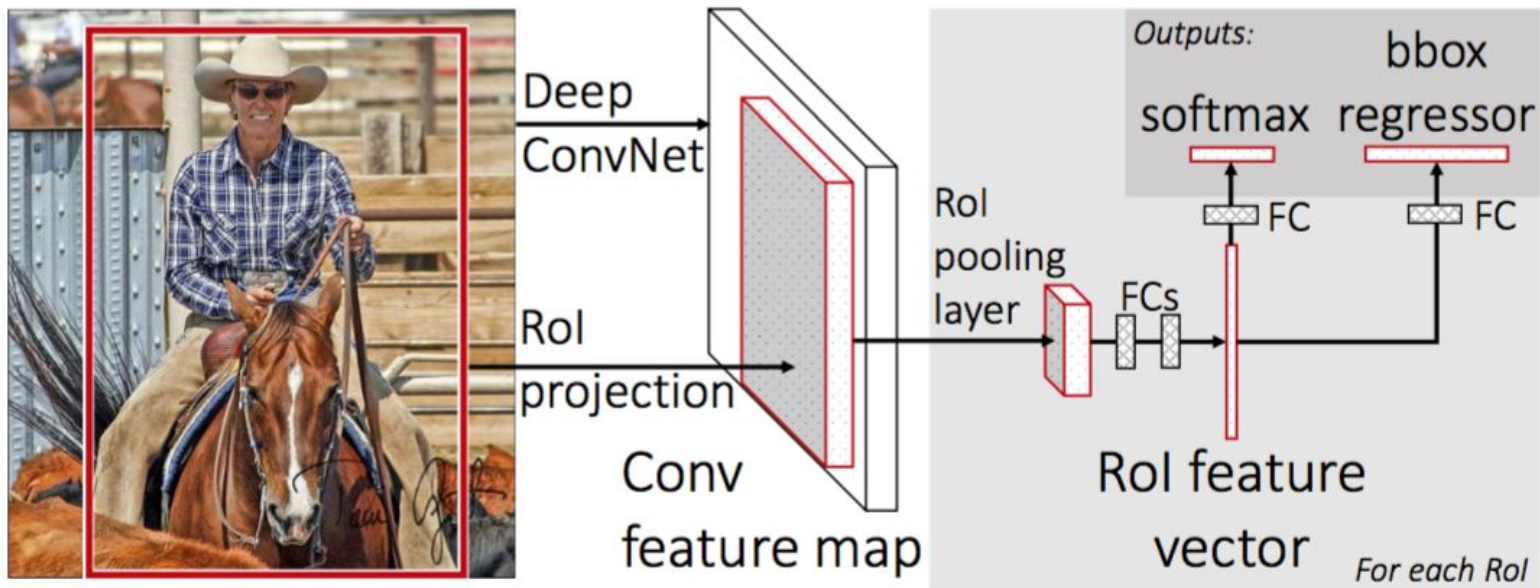 Deep
ConvNet
RoI
projection
Conv
feature map
RoI
pooling
layer
FCs
RoI feature
vector
Outputs:
softmax
bbox
regressor
FC
FC
For each RoI